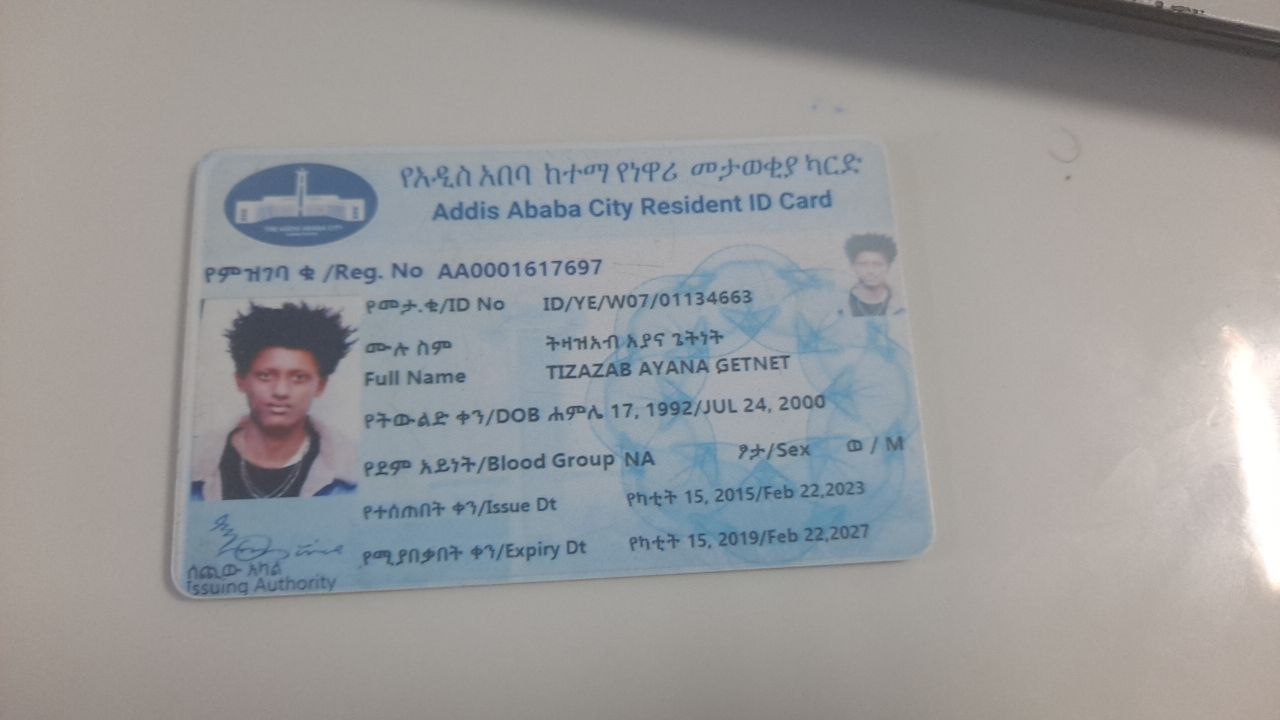 የአዲስ አበባ ከተማ የነዋሪ መታወቂያ ካርድ
Addis Ababa City Resident ID Card
የምዝገባ ቁ /Reg. No AA0001617697
የመታ.ቁ/ID No ID/YE/W07/01134663
ሙሉ ስም ትዛዝአብ አያና ጌትነት
Full Name TIZAZAB AYANA GETNET
የትውልድ ቀን/DOB ሐምሌ 17, 1992/JUL 24, 2000
የደም አይነት/Blood Group NA ፆታ/Sex ወ / M
የተሰጠበት ቀን/Issue Dt የካቲት 15, 2015/Feb 22,2023
የሚያበቃበት ቀን/Expiry Dt የካቲት 15, 2019/Feb 22,2027
ሰጪው አካል
Issuing Authority